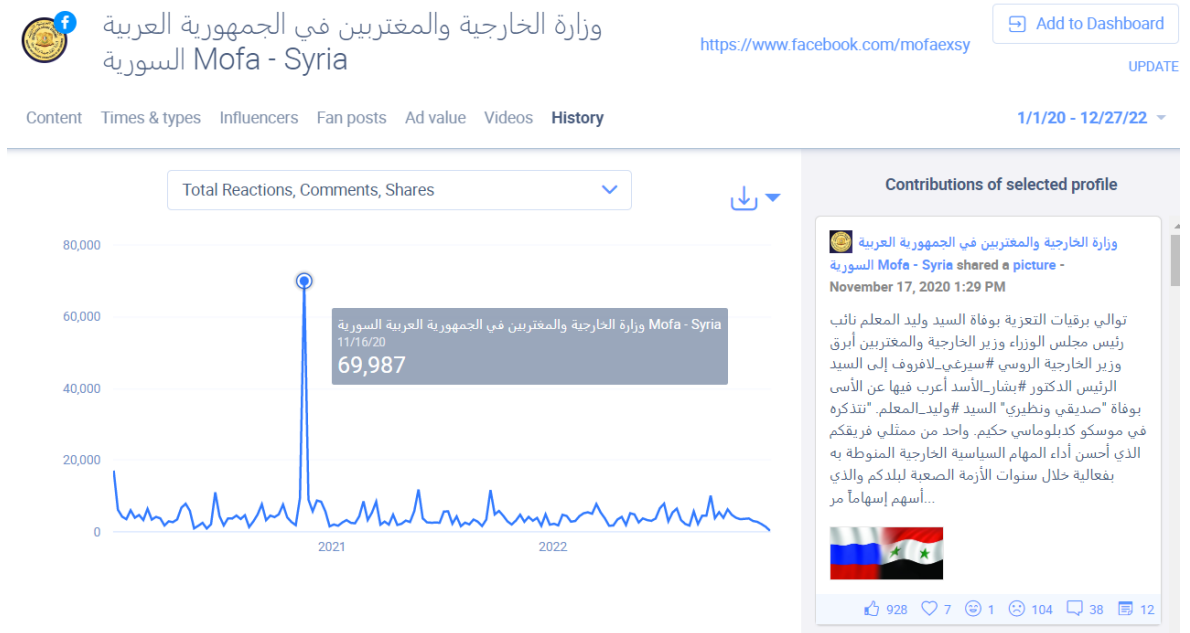 وزارة الخارجية والمغتربين في الجمهورية العربية
السورية Mofa - Syria
https://www.facebook.com/mofaexsy
Add to Dashboard
UPDATE
Content Times & types Influencers Fan posts Ad value Videos History
1/1/20 - 12/27/22
Total Reactions, Comments, Shares
80,000
60,000
40,000
20,000
0
2021
2022
وزارة الخارجية والمغتربين في الجمهورية العربية السورية Mofa - Syria
11/16/20
69,987
Contributions of selected profile
وزارة الخارجية والمغتربين في الجمهورية العربية
السورية Mofa - Syria shared a picture -
November 17, 2020 1:29 PM
توالي برقيات التعزية بوفاة السيد وليد المعلم نائب
رئيس مجلس الوزراء وزير الخارجية والمغتربين أبرق
وزير الخارجية الروسي #سيرغي_لافروف إلى السيد
الرئيس الدكتور #بشار_الأسد أعرب فيها عن الأسى
بوفاة "صديقي ونظيري" السيد #وليد_المعلم. "نتذكره
في موسكو كدبلوماسي حكيم. واحد من ممثلي فريقكم
الذي أحسن أداء المهام السياسية الخارجية المنوطة به
بفعالية خلال سنوات الأزمة الصعبة لبلدكم والذي
أسهم إسهاماً مر...
928 7 1 104 38 12